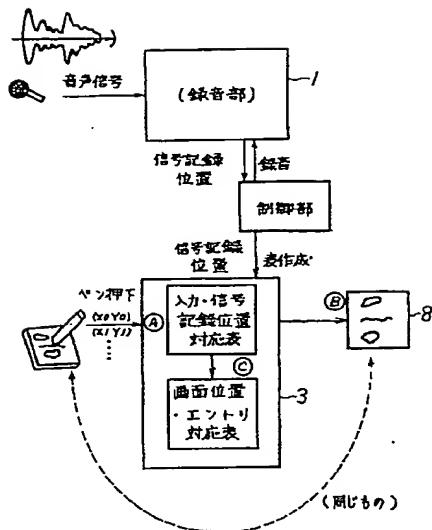 音声信号
(録音部)
1
信号記録
位置
録音
制御部
信号記録
位置
表作成
ペン押下
(X0Y0)
(X1Y1)
⋮
Ⓐ
入力・信号
記録位置
対応表
Ⓒ
画面位置
・エントリ
対応表
3
Ⓑ
8
(同じもの)